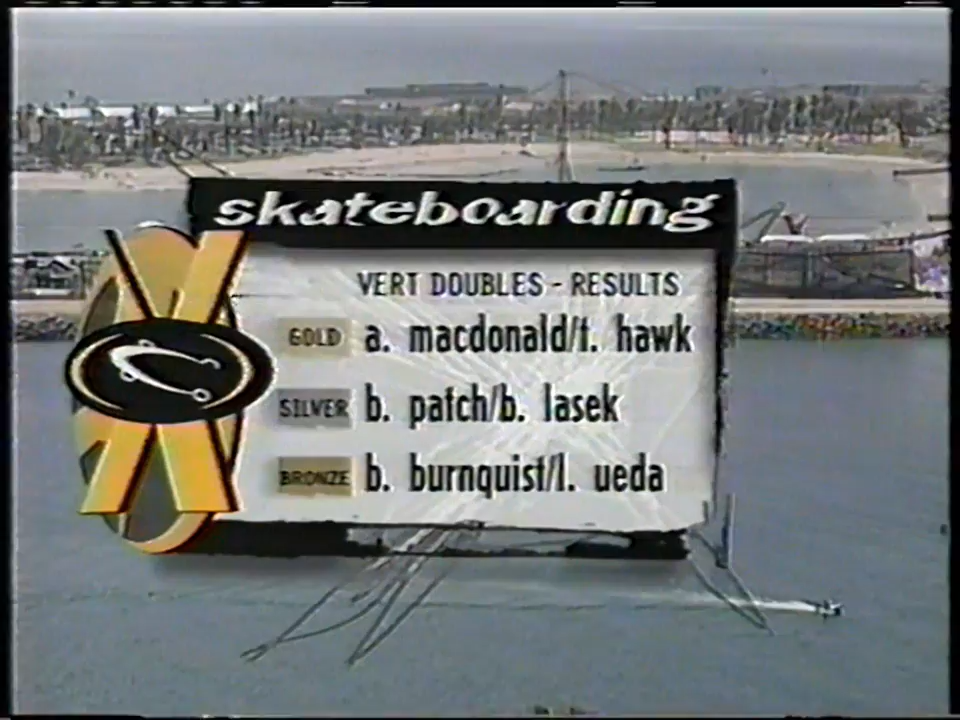 skateboarding
VERT DOUBLES - RESULTS
GOLD a. macdonald/t. hawk
SILVER b. patch/b. lasek
BRONZE b. burnquist/l. ueda